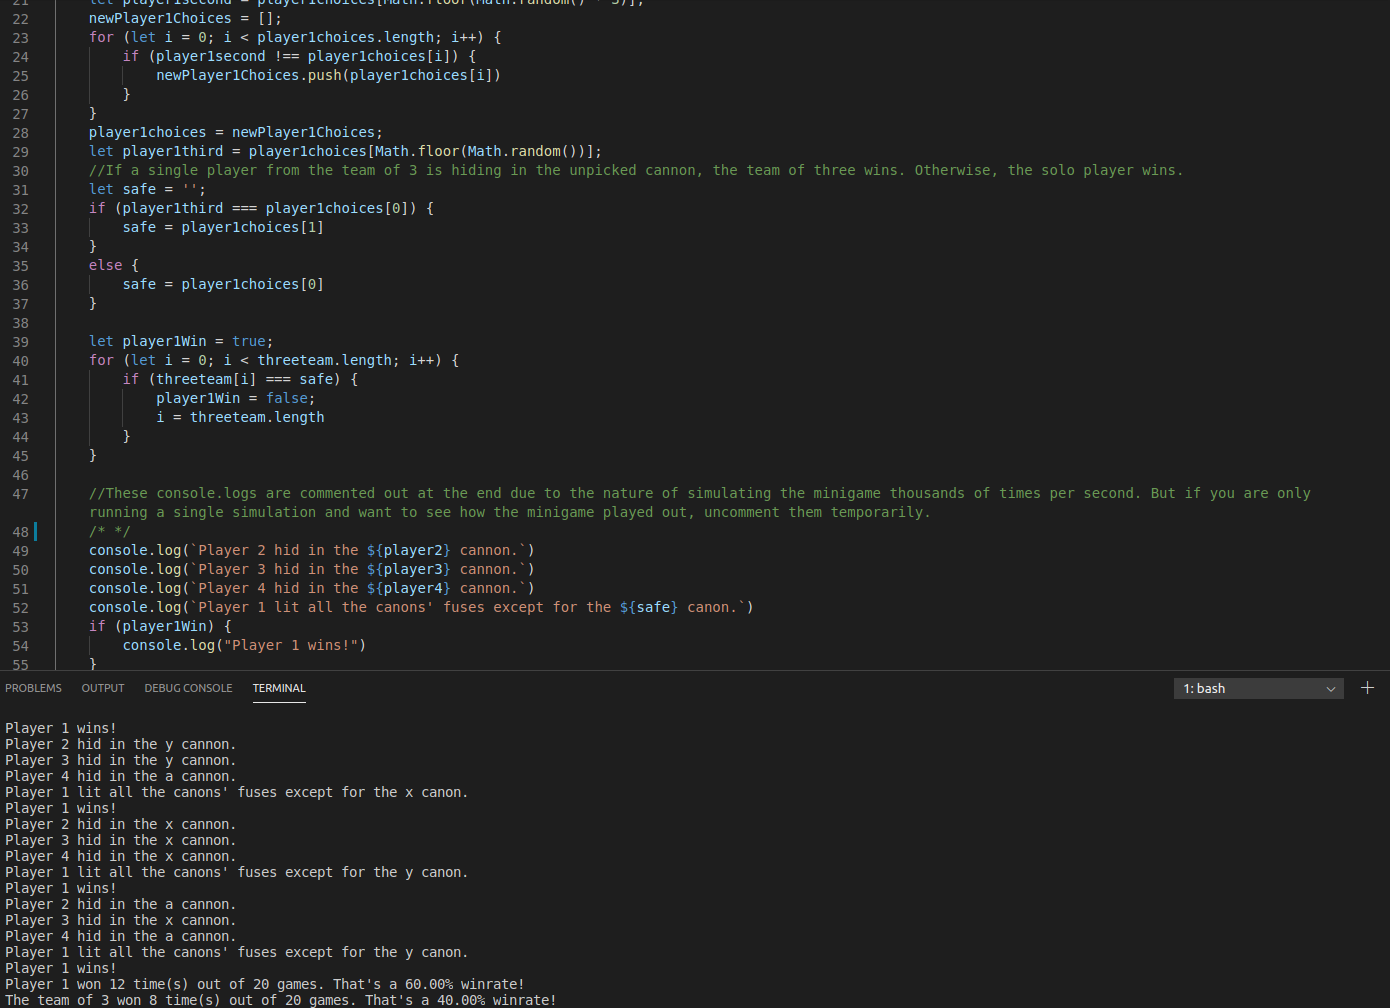 21 let player1second = player1choices[Math.floor(Math.random() * 3)];
22 newPlayer1Choices = [];
23 for (let i = 0; i < player1choices.length; i++) {
24 if (player1second !== player1choices[i]) {
25 newPlayer1Choices.push(player1choices[i])
26 }
27 }
28 player1choices = newPlayer1Choices;
29 let player1third = player1choices[Math.floor(Math.random())];
30 //If a single player from the team of 3 is hiding in the unpicked cannon, the team of three wins. Otherwise, the solo player wins.
31 let safe = '';
32 if (player1third === player1choices[0]) {
33 safe = player1choices[1]
34 }
35 else {
36 safe = player1choices[0]
37 }
38
39 let player1Win = true;
40 for (let i = 0; i < threeteam.length; i++) {
41 if (threeteam[i] === safe) {
42 player1Win = false;
43 i = threeteam.length
44 }
45 }
46
47 //These console.logs are commented out at the end due to the nature of simulating the minigame thousands of times per second. But if you are only
running a single simulation and want to see how the minigame played out, uncomment them temporarily.
48 /* */
49 console.log(`Player 2 hid in the ${player2} cannon.`)
50 console.log(`Player 3 hid in the ${player3} cannon.`)
51 console.log(`Player 4 hid in the ${player4} cannon.`)
52 console.log(`Player 1 lit all the canons' fuses except for the ${safe} canon.`)
53 if (player1Win) {
54 console.log("Player 1 wins!")
55 }
PROBLEMS OUTPUT DEBUG CONSOLE TERMINAL 1: bash
Player 1 wins!
Player 2 hid in the y cannon.
Player 3 hid in the y cannon.
Player 4 hid in the a cannon.
Player 1 lit all the canons' fuses except for the x canon.
Player 1 wins!
Player 2 hid in the x cannon.
Player 3 hid in the x cannon.
Player 4 hid in the x cannon.
Player 1 lit all the canons' fuses except for the y canon.
Player 1 wins!
Player 2 hid in the a cannon.
Player 3 hid in the x cannon.
Player 4 hid in the a cannon.
Player 1 lit all the canons' fuses except for the y canon.
Player 1 wins!
Player 1 won 12 time(s) out of 20 games. That's a 60.00% winrate!
The team of 3 won 8 time(s) out of 20 games. That's a 40.00% winrate!